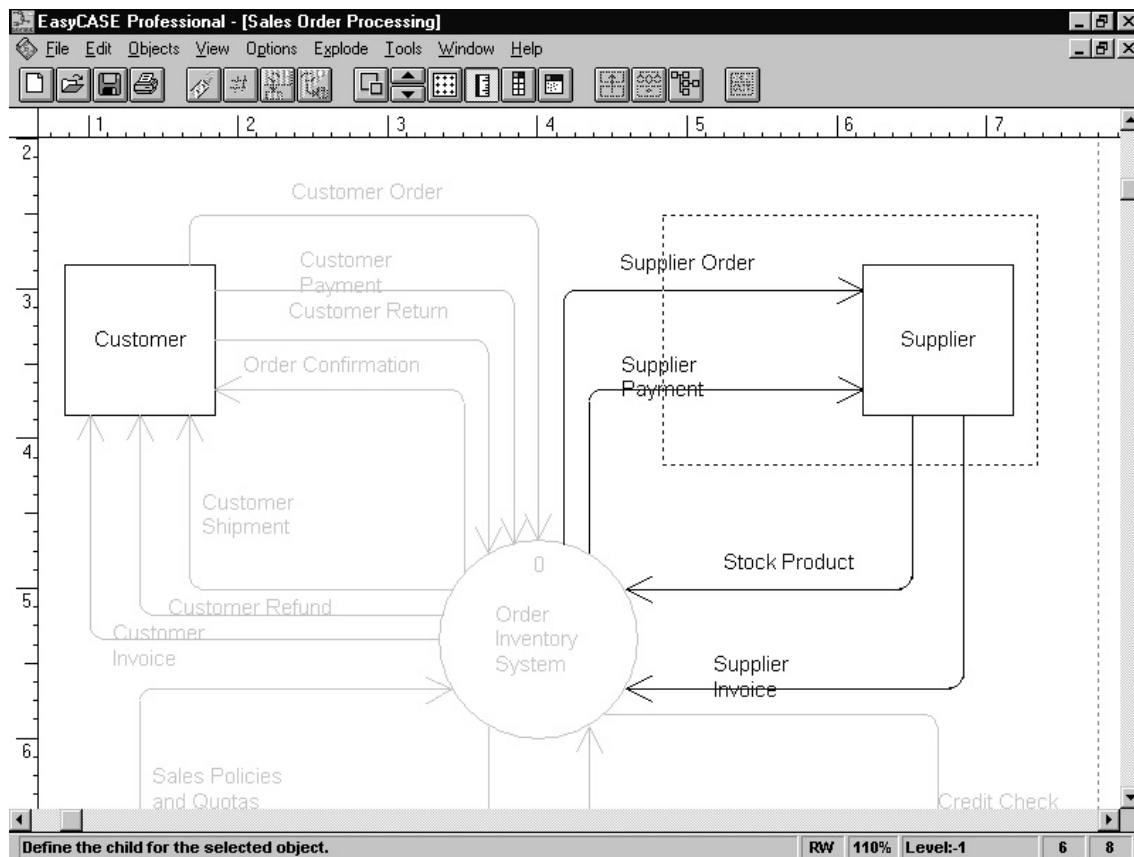 EasyCASE Professional - [Sales Order Processing]
File Edit Objects View Options Explode Tools Window Help
1 2 3 4 5 6 7
2
Customer Order
Customer
Payment
Supplier Order
3
Customer Return
Customer
Supplier
Order Confirmation
Supplier
Payment
4
Customer
Shipment
0
Stock Product
5
Customer Refund
Order
Inventory
System
Customer
Invoice
Supplier
Invoice
6
Sales Policies
and Quotas
Credit Check
Define the child for the selected object. RW 110% Level:-1 6 8